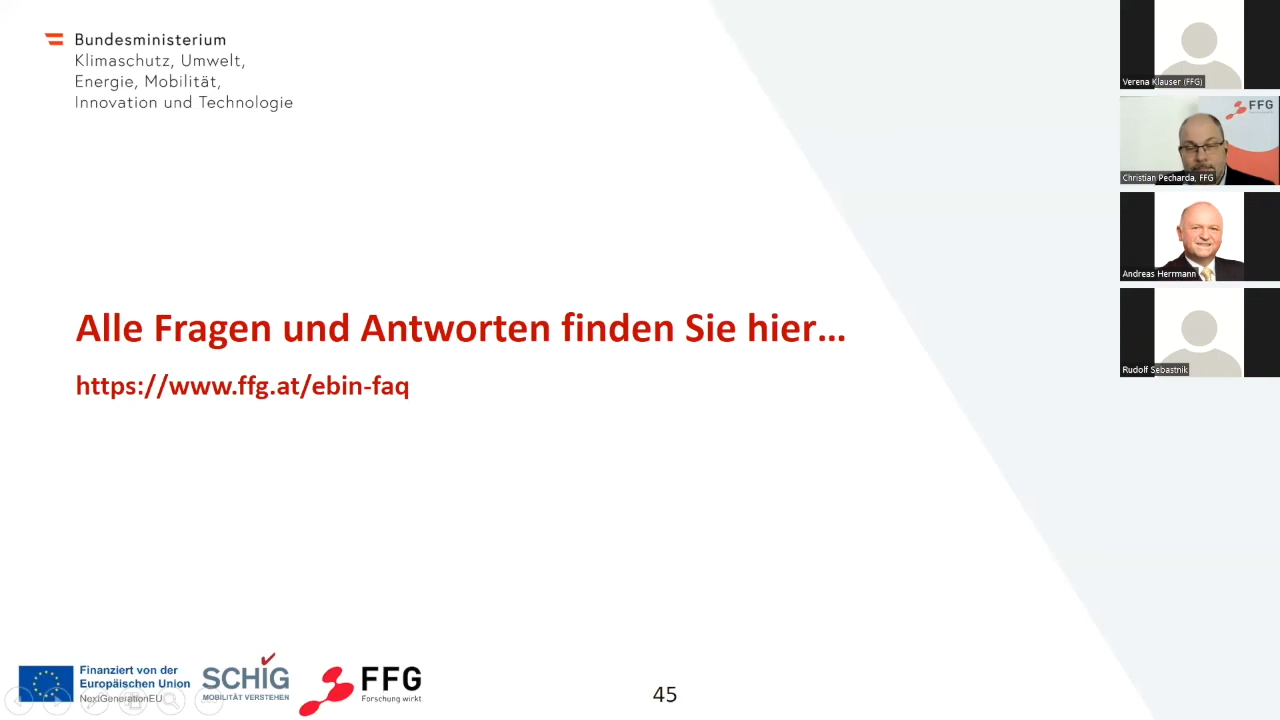 Bundesministerium
Klimaschutz, Umwelt,
Energie, Mobilität,
Innovation und Technologie
Alle Fragen und Antworten finden Sie hier…
https://www.ffg.at/ebin-faq
Finanziert von der
Europäischen Union
NextGenerationEU
SCHIG
MOBILITÄT VERSTEHEN
FFG
Forschung wirkt
45
Verena Klauser (FFG)
FFG
Christian Pecharda, FFG
Andreas Herrmann
Rudolf Sebastnik